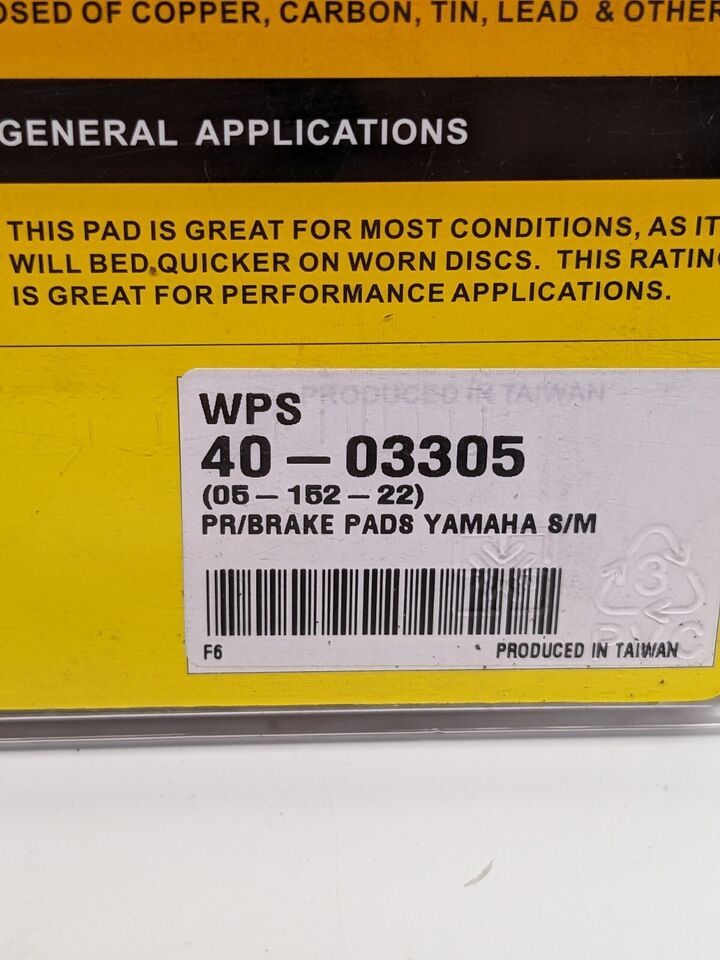 OSED OF COPPER, CARBON, TIN, LEAD & OTHER
GENERAL APPLICATIONS
THIS PAD IS GREAT FOR MOST CONDITIONS, AS IT
WILL BED QUICKER ON WORN DISCS. THIS RATING
IS GREAT FOR PERFORMANCE APPLICATIONS.
PRODUCED IN TAIWAN
WPS
40-03305
(05-152-22)
PR/BRAKE PADS YAMAHA S/M
3
PVC
F6
PRODUCED IN TAIWAN